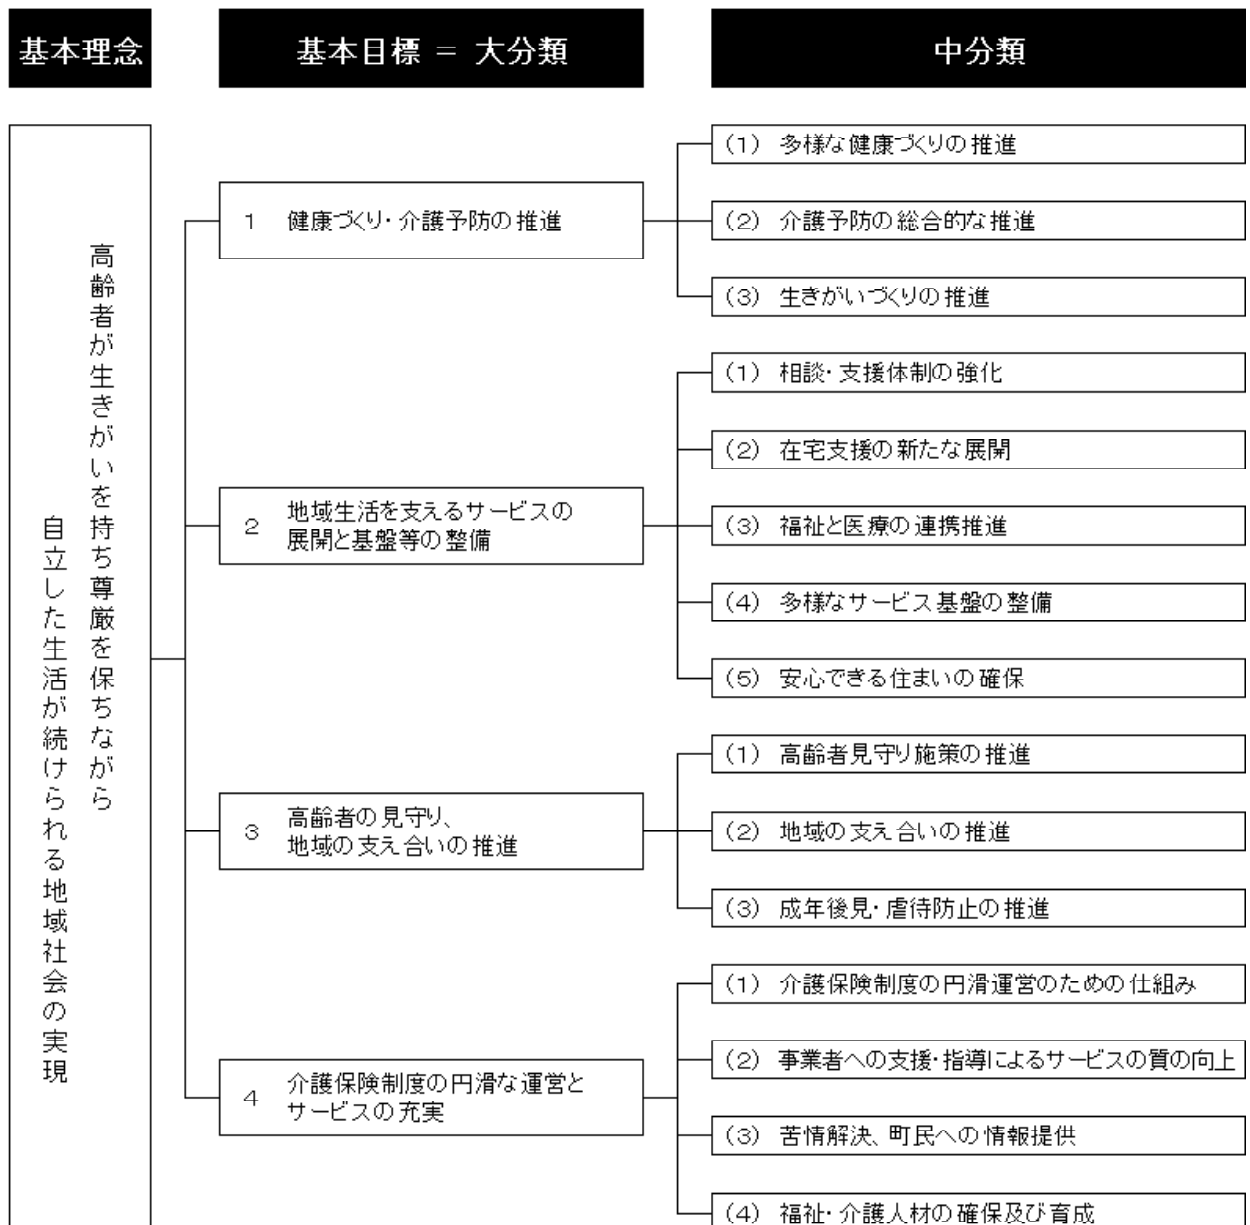 基本理念
基本目標 = 大分類
中分類
高齢者が生きがいを持ち尊厳を保ちながら
自立した生活が続けられる地域社会の実現
1 健康づくり・介護予防の推進
(1) 多様な健康づくりの推進
(2) 介護予防の総合的な推進
(3) 生きがいづくりの推進
2 地域生活を支えるサービスの
展開と基盤等の整備
(1) 相談・支援体制の強化
(2) 在宅支援の新たな展開
(3) 福祉と医療の連携推進
(4) 多様なサービス基盤の整備
(5) 安心できる住まいの確保
3 高齢者の見守り、
地域の支え合いの推進
(1) 高齢者見守り施策の推進
(2) 地域の支え合いの推進
(3) 成年後見・虐待防止の推進
4 介護保険制度の円滑な運営と
サービスの充実
(1) 介護保険制度の円滑運営のための仕組み
(2) 事業者への支援・指導によるサービスの質の向上
(3) 苦情解決、町民への情報提供
(4) 福祉・介護人材の確保及び育成